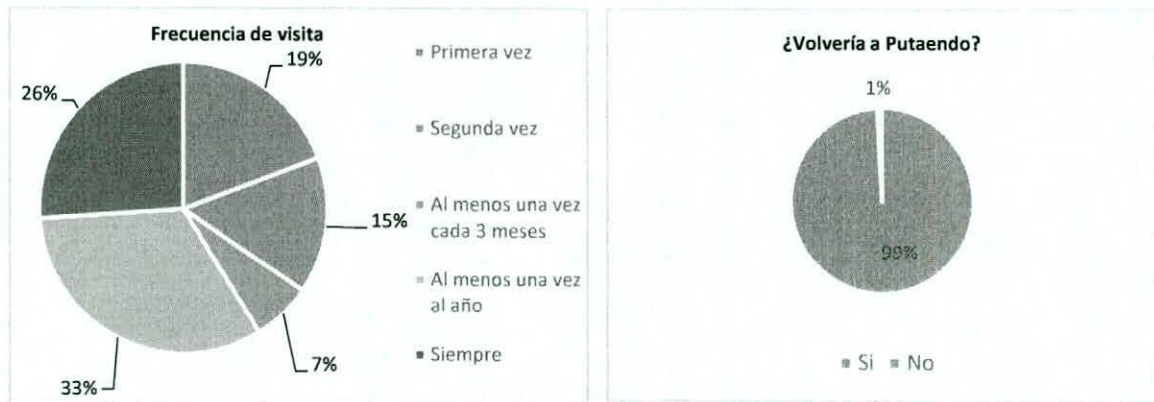 Frecuencia de visita
19%
26%
15%
7%
33%
Primera vez
Segunda vez
Al menos una vez
cada 3 meses
Al menos una vez
al año
Siempre
¿Volvería a Putaendo?
1%
99%
Si No